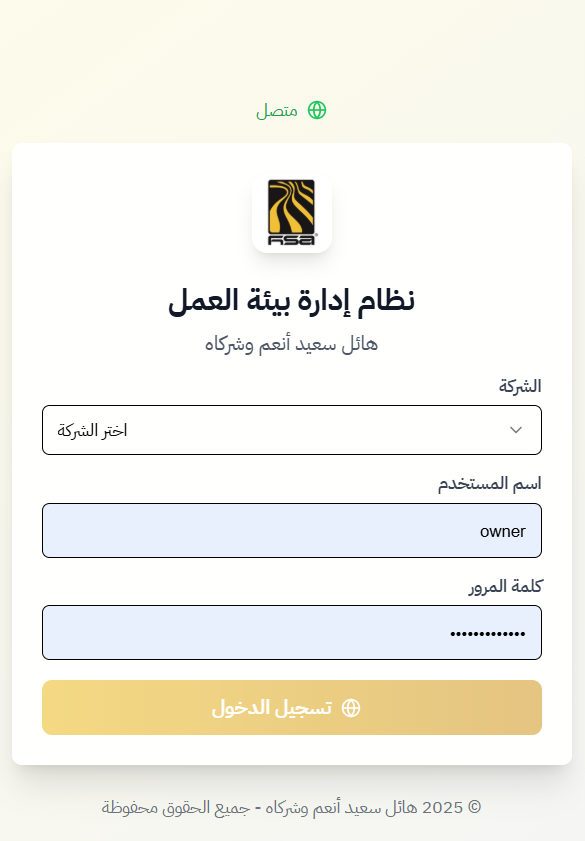 متصل
HSA
نظام إدارة بيئة العمل
هائل سعيد أنعم وشركاه
الشركة
اختر الشركة
اسم المستخدم
owner
كلمة المرور
•••••••••••••
تسجيل الدخول
© 2025 هائل سعيد أنعم وشركاه - جميع الحقوق محفوظة